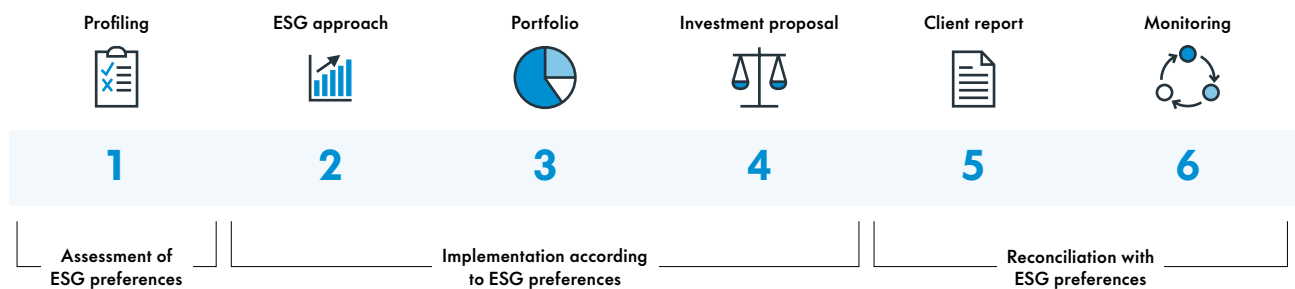 Profiling
ESG approach
Portfolio
Investment proposal
Client report
Monitoring
1
2
3
4
5
6
Assessment of
ESG preferences
Implementation according
to ESG preferences
Reconciliation with
ESG preferences